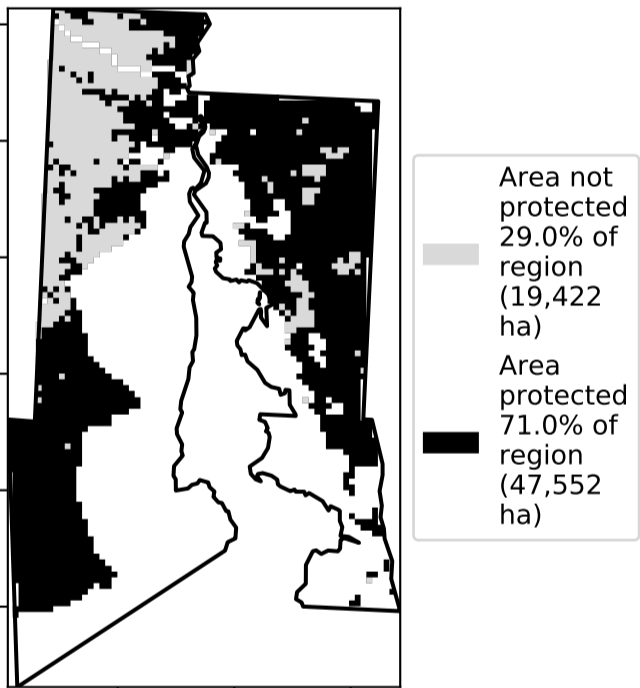 Area not
protected
29.0% of
region
(19,422
ha)
Area
protected
71.0% of
region
(47,552
ha)